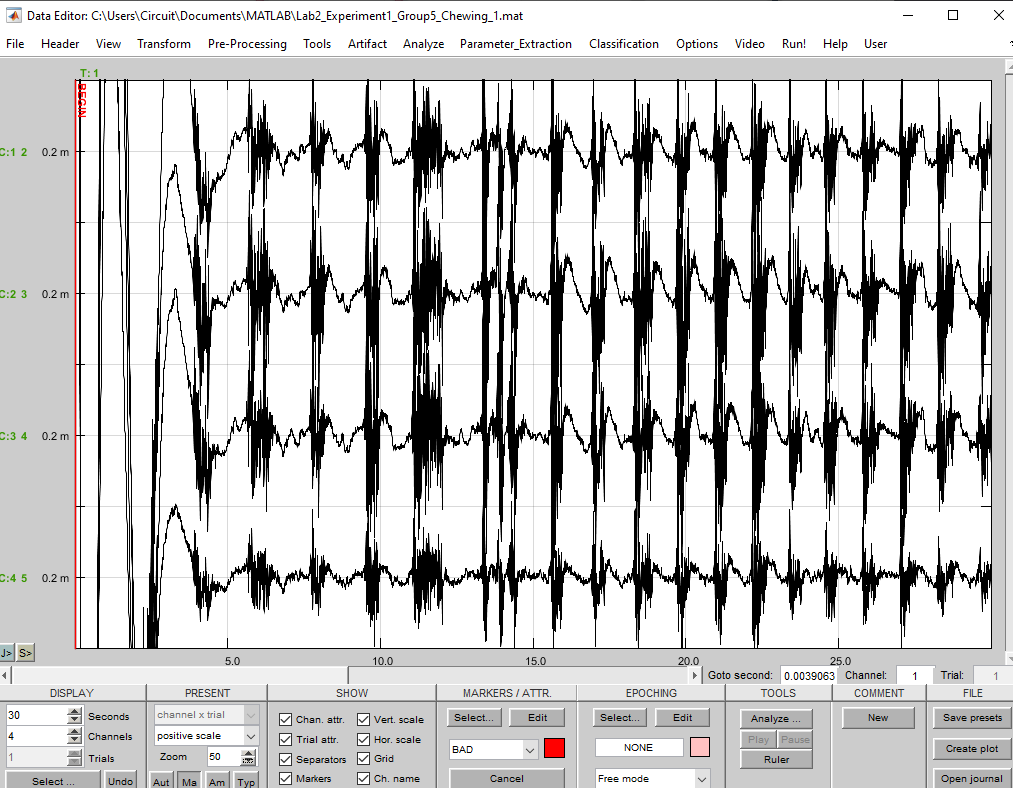 Data Editor: C:\Users\Circuit\Documents\MATLAB\Lab2_Experiment1_Group5_Chewing_1.mat
File Header View Transform Pre-Processing Tools Artifact Analyze Parameter_Extraction Classification Options Video Run! Help User
T: 1
BEGIN
C:1 2 0.2 m
C:2 3 0.2 m
C:3 4 0.2 m
C:4 5 0.2 m
J> S>
5.0 10.0 15.0 20.0 25.0
Goto second: 0.0039063 Channel: 1 Trial: 1
DISPLAY PRESENT SHOW MARKERS / ATTR. EPOCHING TOOLS COMMENT FILE
30 Seconds channel x trial Chan. attr. Vert. scale Select... Edit Select... Edit Analyze ... New Save presets
4 Channels positive scale Trial attr. Hor. scale Play Pause
1 Trials Zoom 50 Separators Grid BAD NONE Ruler Create plot
Select ... Undo Aut Ma Am Typ Markers Ch. name Cancel Free mode Open journal